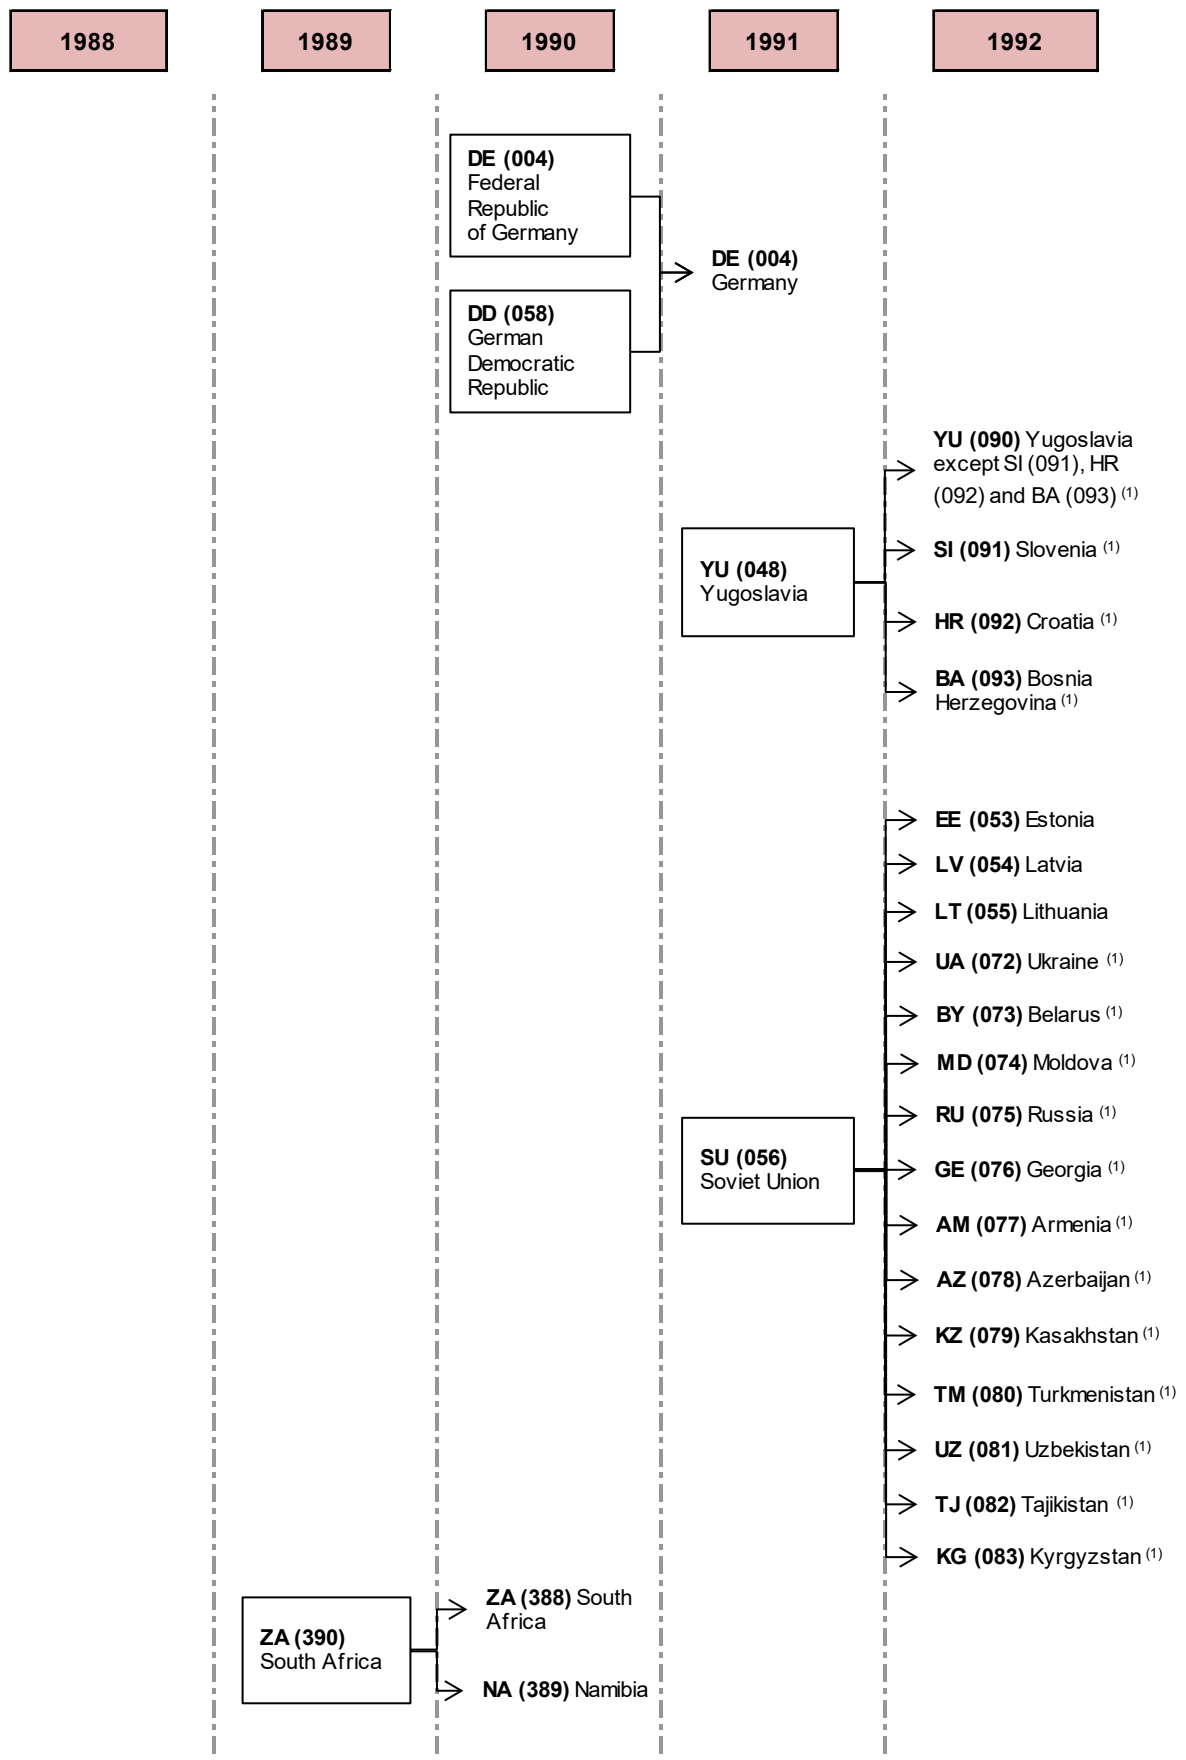 1988
1989
1990
1991
1992
DE (004)
Federal
Republic
of Germany
DE (004)
Germany
DD (058)
German
Democratic
Republic
YU (090) Yugoslavia
except SI (091), HR
(092) and BA (093) (1)
SI (091) Slovenia (1)
YU (048)
Yugoslavia
HR (092) Croatia (1)
BA (093) Bosnia
Herzegovina (1)
EE (053) Estonia
LV (054) Latvia
LT (055) Lithuania
UA (072) Ukraine (1)
BY (073) Belarus (1)
MD (074) Moldova (1)
RU (075) Russia (1)
SU (056)
Soviet Union
GE (076) Georgia (1)
AM (077) Armenia (1)
AZ (078) Azerbaijan (1)
KZ (079) Kasakhstan (1)
TM (080) Turkmenistan (1)
UZ (081) Uzbekistan (1)
TJ (082) Tajikistan (1)
KG (083) Kyrgyzstan (1)
ZA (390)
South Africa
ZA (388) South
Africa
NA (389) Namibia